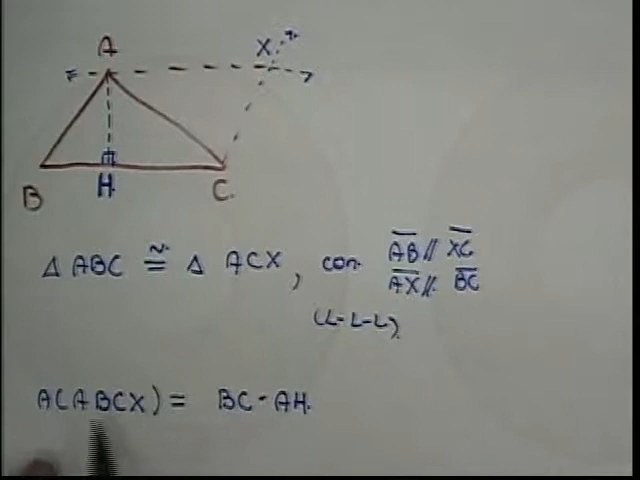 A
X
B
H
C.
△ ABC ≅ △ ACX, con AB // XC
AX // BC
(L-L-L)
A(ABCX) = BC · AH.